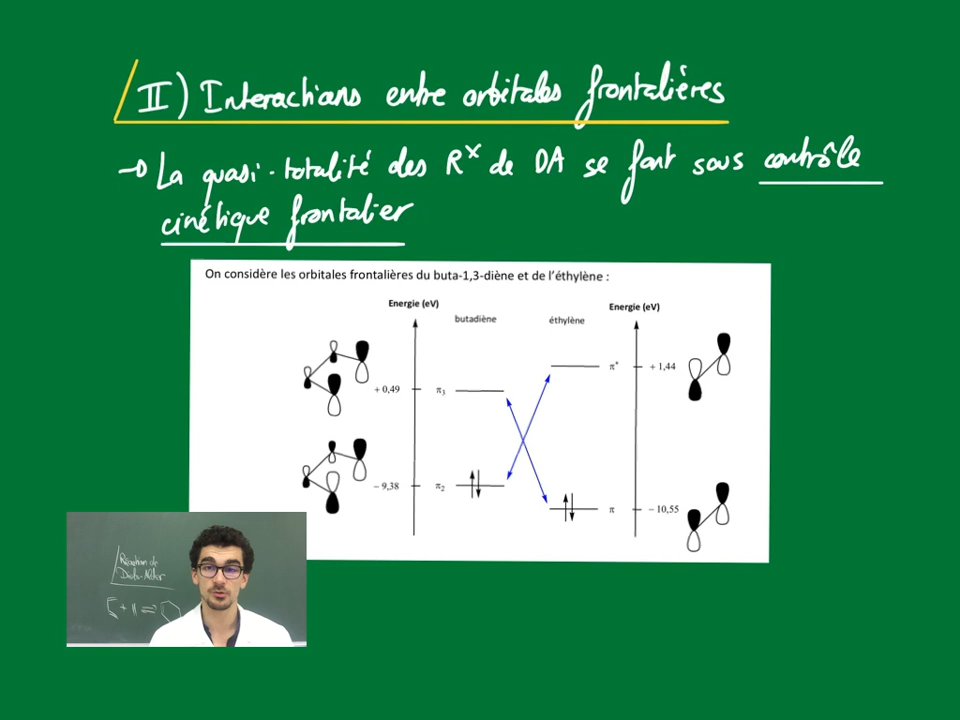 II) Interactions entre orbitales frontalières
→ La quasi-totalité des Rˣ de DA se font sous contrôle
cinétique frontalier
On considère les orbitales frontalières du buta-1,3-diène et de l'éthylène :
Energie (eV)
butadiène
éthylène
Energie (eV)
π*
+ 1,44
+ 0,49
π₃
− 9,38
π₂
π
− 10,55
Réaction de
Diels-Alder